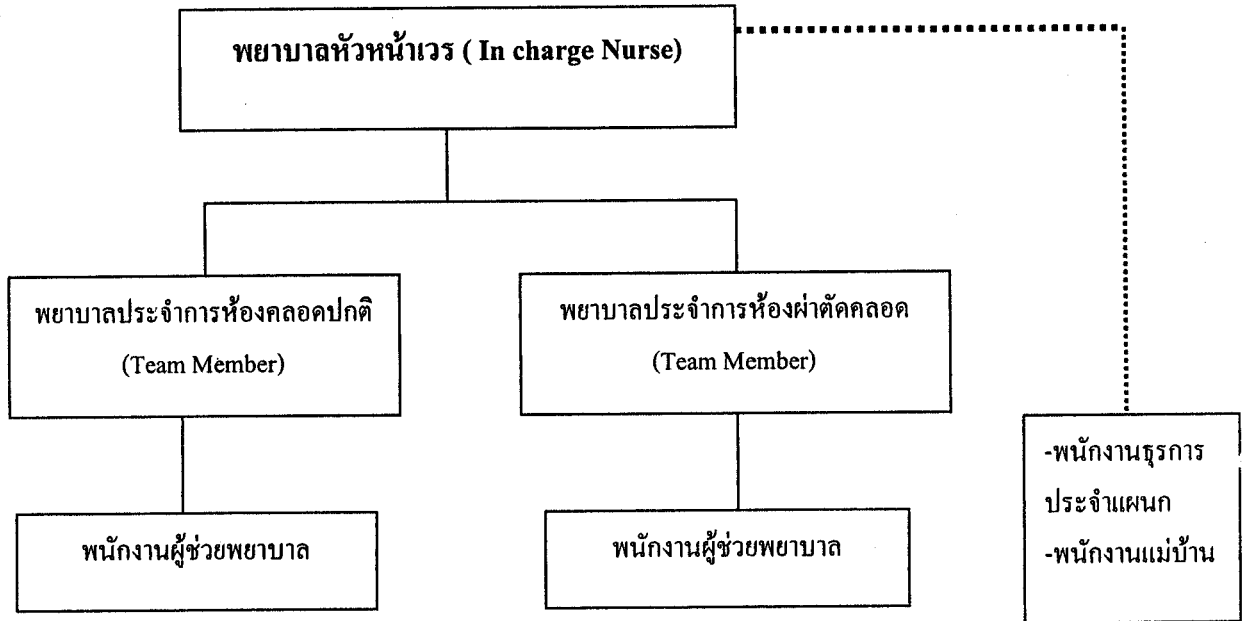 พยาบาลหัวหน้าเวร ( In charge Nurse)
พยาบาลประจำการห้องคลอดปกติ
(Team Member)
พยาบาลประจำการห้องผ่าตัดคลอด
(Team Member)
พนักงานผู้ช่วยพยาบาล
พนักงานผู้ช่วยพยาบาล
-พนักงานธุรการ
ประจำแผนก
-พนักงานแม่บ้าน